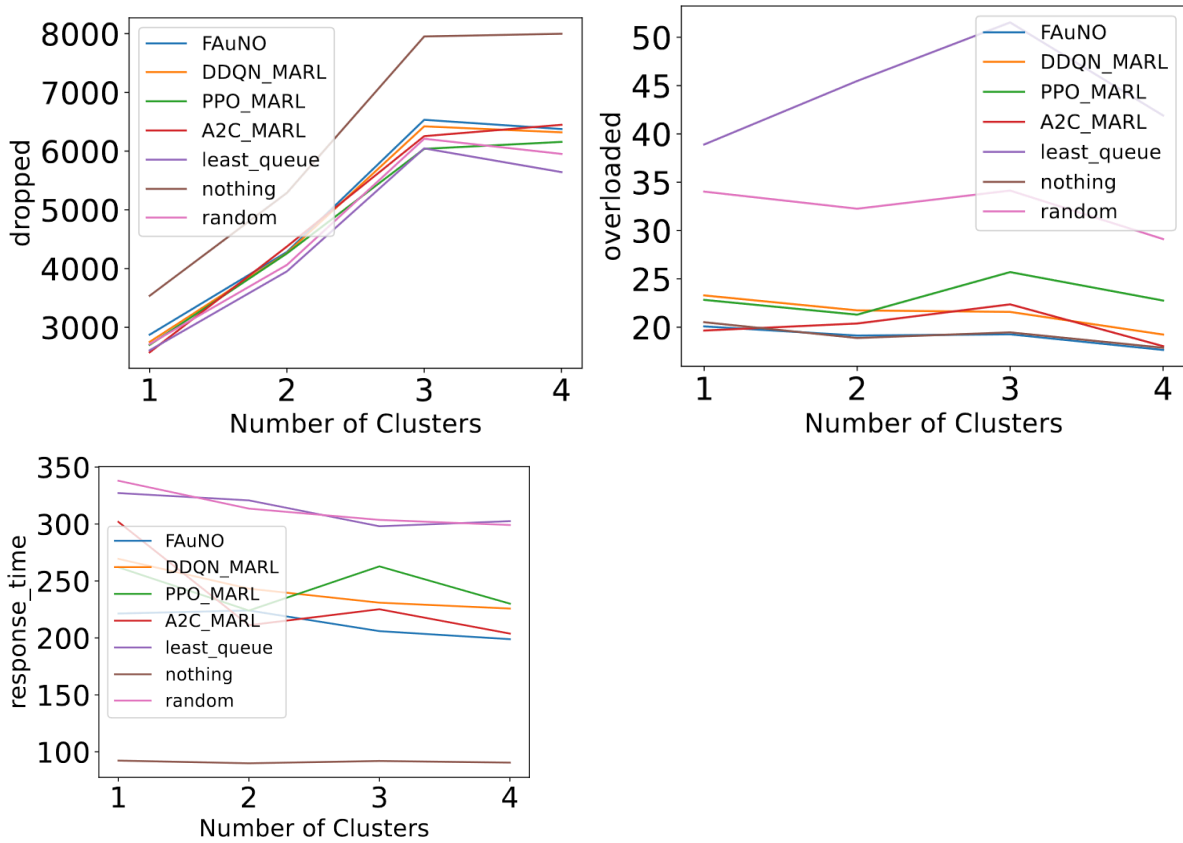 dropped
8000
7000
6000
5000
4000
3000
FAuNO
DDQN_MARL
PPO_MARL
A2C_MARL
least_queue
nothing
random
1 2 3 4
Number of Clusters
overloaded
50
45
40
35
30
25
20
FAuNO
DDQN_MARL
PPO_MARL
A2C_MARL
least_queue
nothing
random
1 2 3 4
Number of Clusters
response_time
350
300
250
200
150
100
FAuNO
DDQN_MARL
PPO_MARL
A2C_MARL
least_queue
nothing
random
1 2 3 4
Number of Clusters